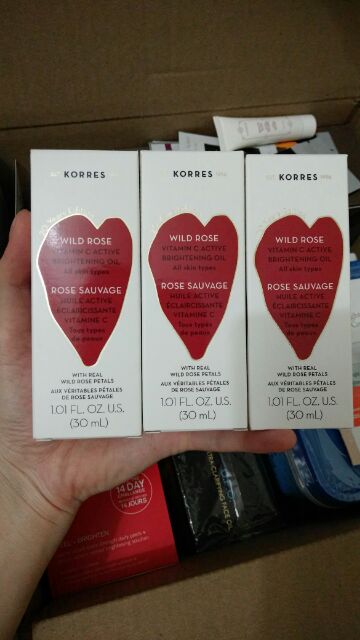 KORRES
WILD ROSE
VITAMIN C ACTIVE
BRIGHTENING OIL
All skin types
ROSE SAUVAGE
HUILE ACTIVE
ÉCLAIRCISSANTE
VITAMINE C
Tous types
de peaux
WITH REAL
WILD ROSE PETALS
AUX VÉRITABLES PÉTALES
DE ROSE SAUVAGE
1.01 FL. OZ. U.S.
(30 mL)
KORRES
WILD ROSE
VITAMIN C ACTIVE
BRIGHTENING OIL
All skin types
ROSE SAUVAGE
HUILE ACTIVE
ÉCLAIRCISSANTE
VITAMINE C
Tous types
de peaux
WITH REAL
WILD ROSE PETALS
AUX VÉRITABLES PÉTALES
DE ROSE SAUVAGE
1.01 FL. OZ. U.S.
(30 mL)
KORRES
WILD ROSE
VITAMIN C ACTIVE
BRIGHTENING OIL
All skin types
ROSE SAUVAGE
HUILE ACTIVE
ÉCLAIRCISSANTE
VITAMINE C
Tous types
de peaux
WITH REAL
WILD ROSE PETALS
AUX VÉRITABLES PÉTALES
DE ROSE SAUVAGE
1.01 FL. OZ. U.S.
(30 mL)
14 DAY
CHALLENGE
14 JOURS
BRIGHTEN